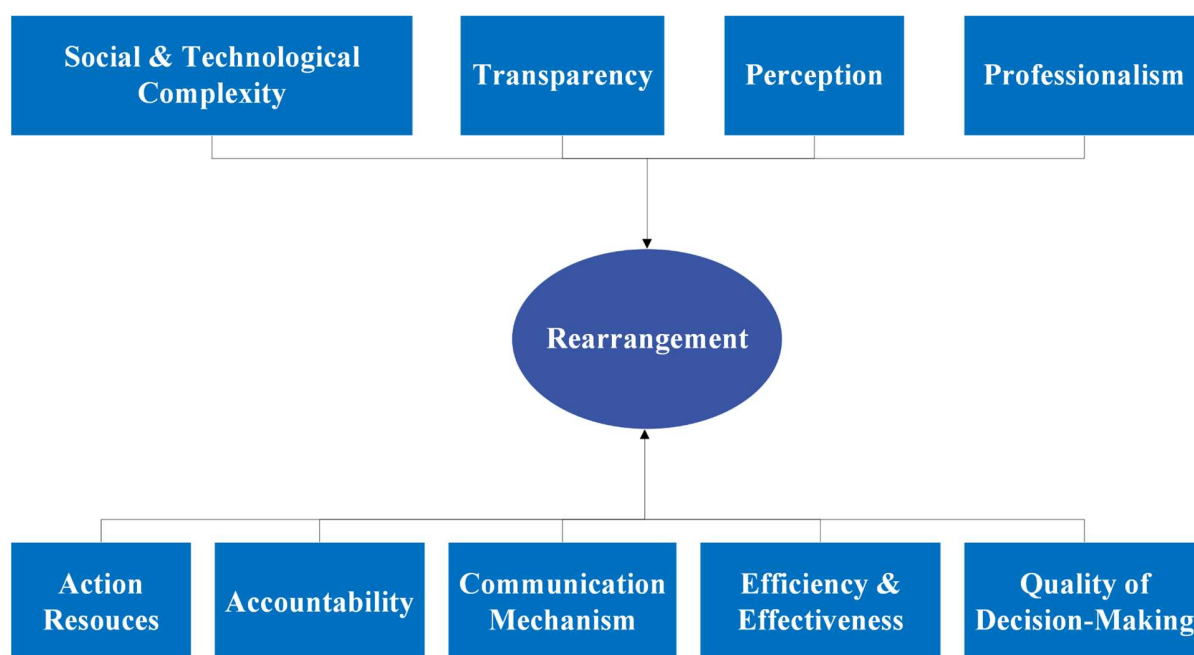 Social & Technological
Complexity
Transparency
Perception
Professionalism
Rearrangement
Action
Resouces
Accountability
Communication
Mechanism
Efficiency &
Effectiveness
Quality of
Decision-Making